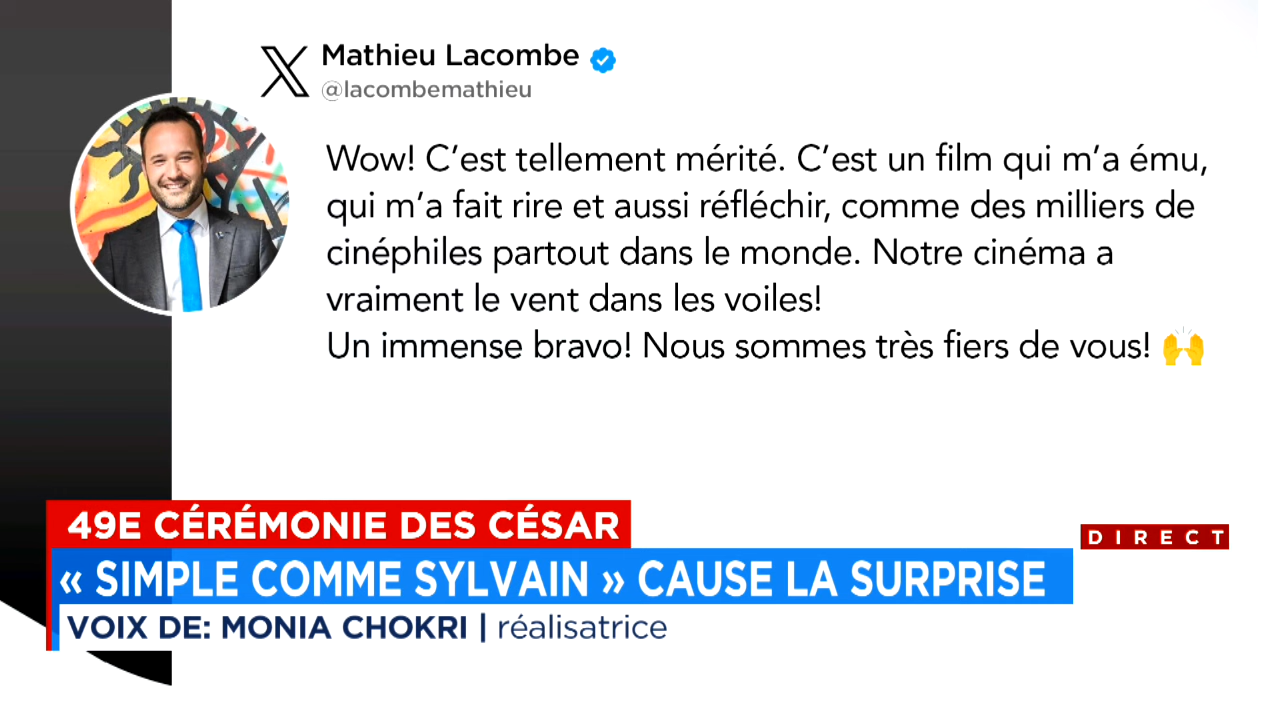 Mathieu Lacombe
@lacombemathieu
Wow! C’est tellement mérité. C’est un film qui m’a ému,
qui m’a fait rire et aussi réfléchir, comme des milliers de
cinéphiles partout dans le monde. Notre cinéma a
vraiment le vent dans les voiles!
Un immense bravo! Nous sommes très fiers de vous! 🙌
49E CÉRÉMONIE DES CÉSAR
DIRECT
« SIMPLE COMME SYLVAIN » CAUSE LA SURPRISE
VOIX DE: MONIA CHOKRI | réalisatrice